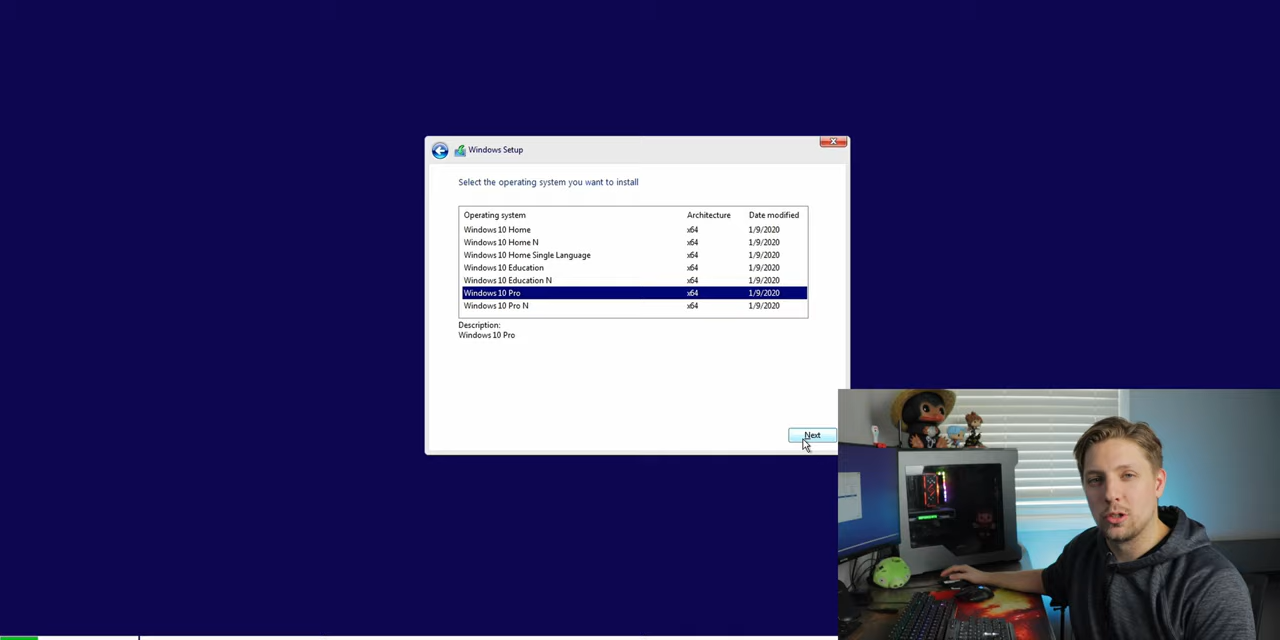 Windows Setup
Select the operating system you want to install
Operating system Architecture Date modified
Windows 10 Home x64 1/9/2020
Windows 10 Home N x64 1/9/2020
Windows 10 Home Single Language x64 1/9/2020
Windows 10 Education x64 1/9/2020
Windows 10 Education N x64 1/9/2020
Windows 10 Pro x64 1/9/2020
Windows 10 Pro N x64 1/9/2020
Description:
Windows 10 Pro
Next